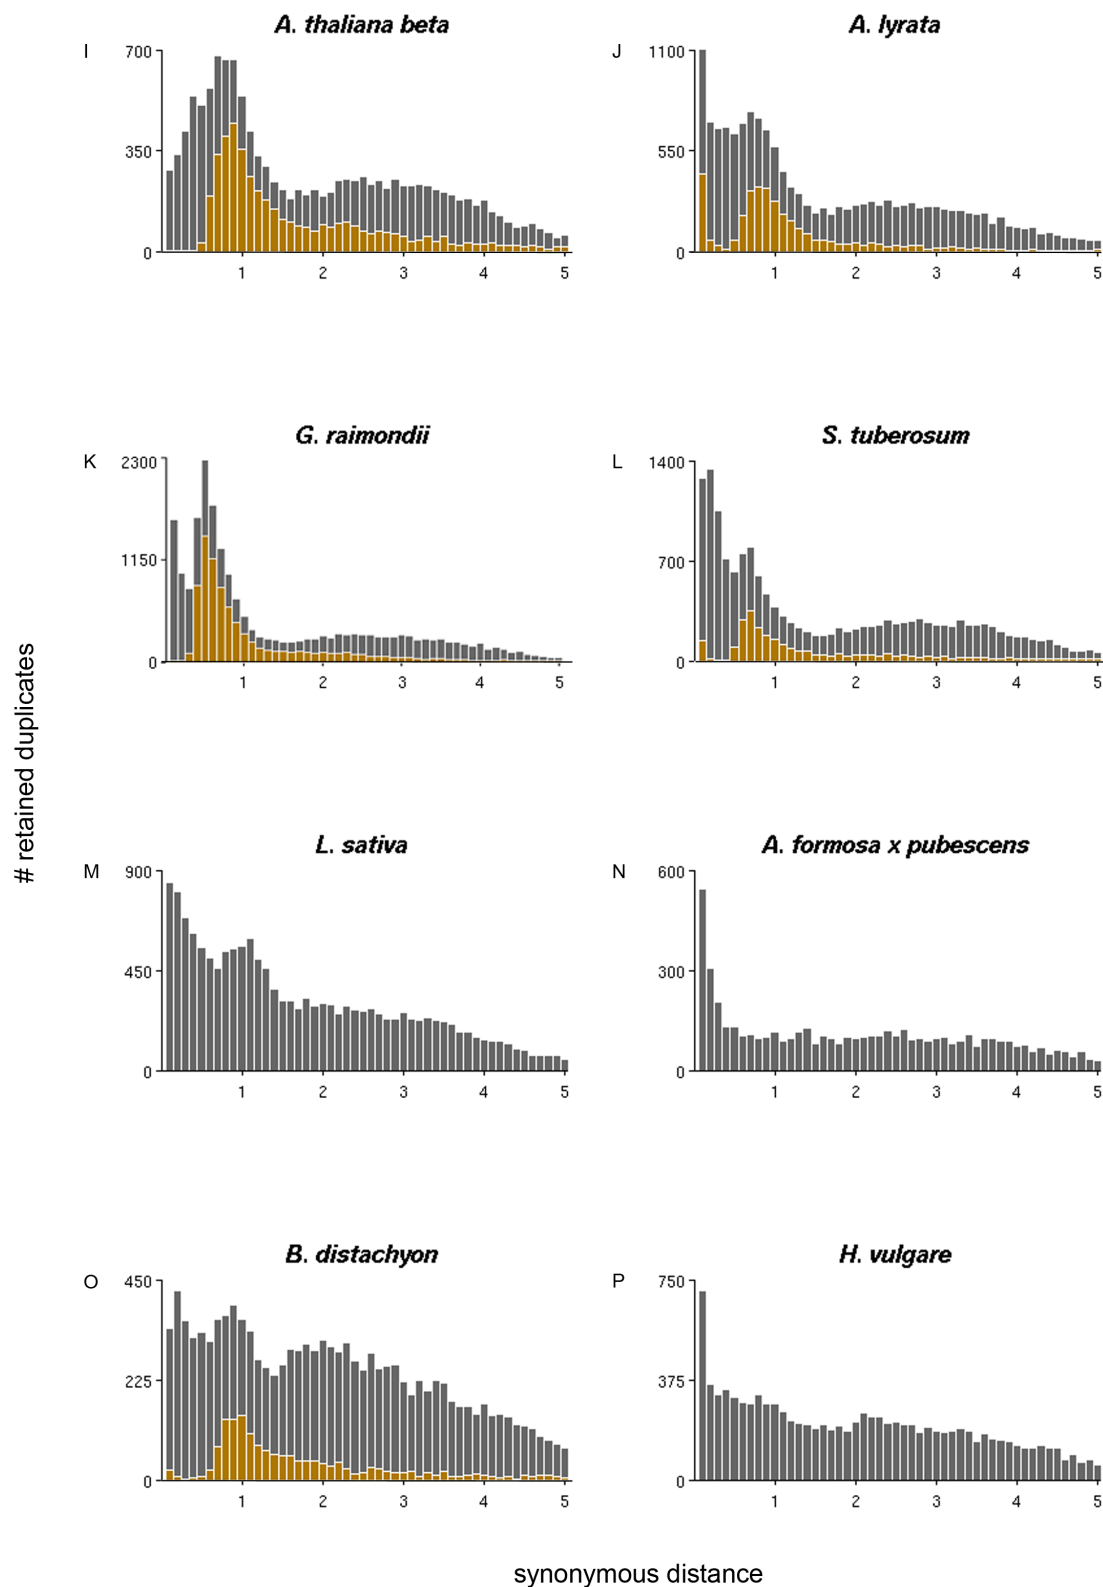 A. thaliana beta
A. lyrata
I
700
350
0
1 2 3 4 5
J
1100
550
0
1 2 3 4 5
G. raimondii
S. tuberosum
K
2300
1150
0
1 2 3 4 5
L
1400
700
0
1 2 3 4 5
# retained duplicates
L. sativa
A. formosa x pubescens
M
900
450
0
1 2 3 4 5
N
600
300
0
1 2 3 4 5
B. distachyon
H. vulgare
O
450
225
0
1 2 3 4 5
P
750
375
0
1 2 3 4 5
synonymous distance